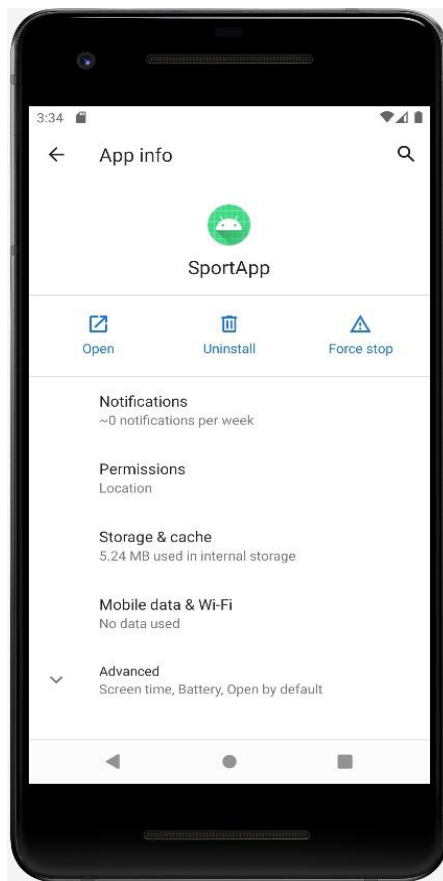 3:34
App info
SportApp
Open Uninstall Force stop
Notifications
~0 notifications per week
Permissions
Location
Storage & cache
5.24 MB used in internal storage
Mobile data & Wi-Fi
No data used
Advanced
Screen time, Battery, Open by default